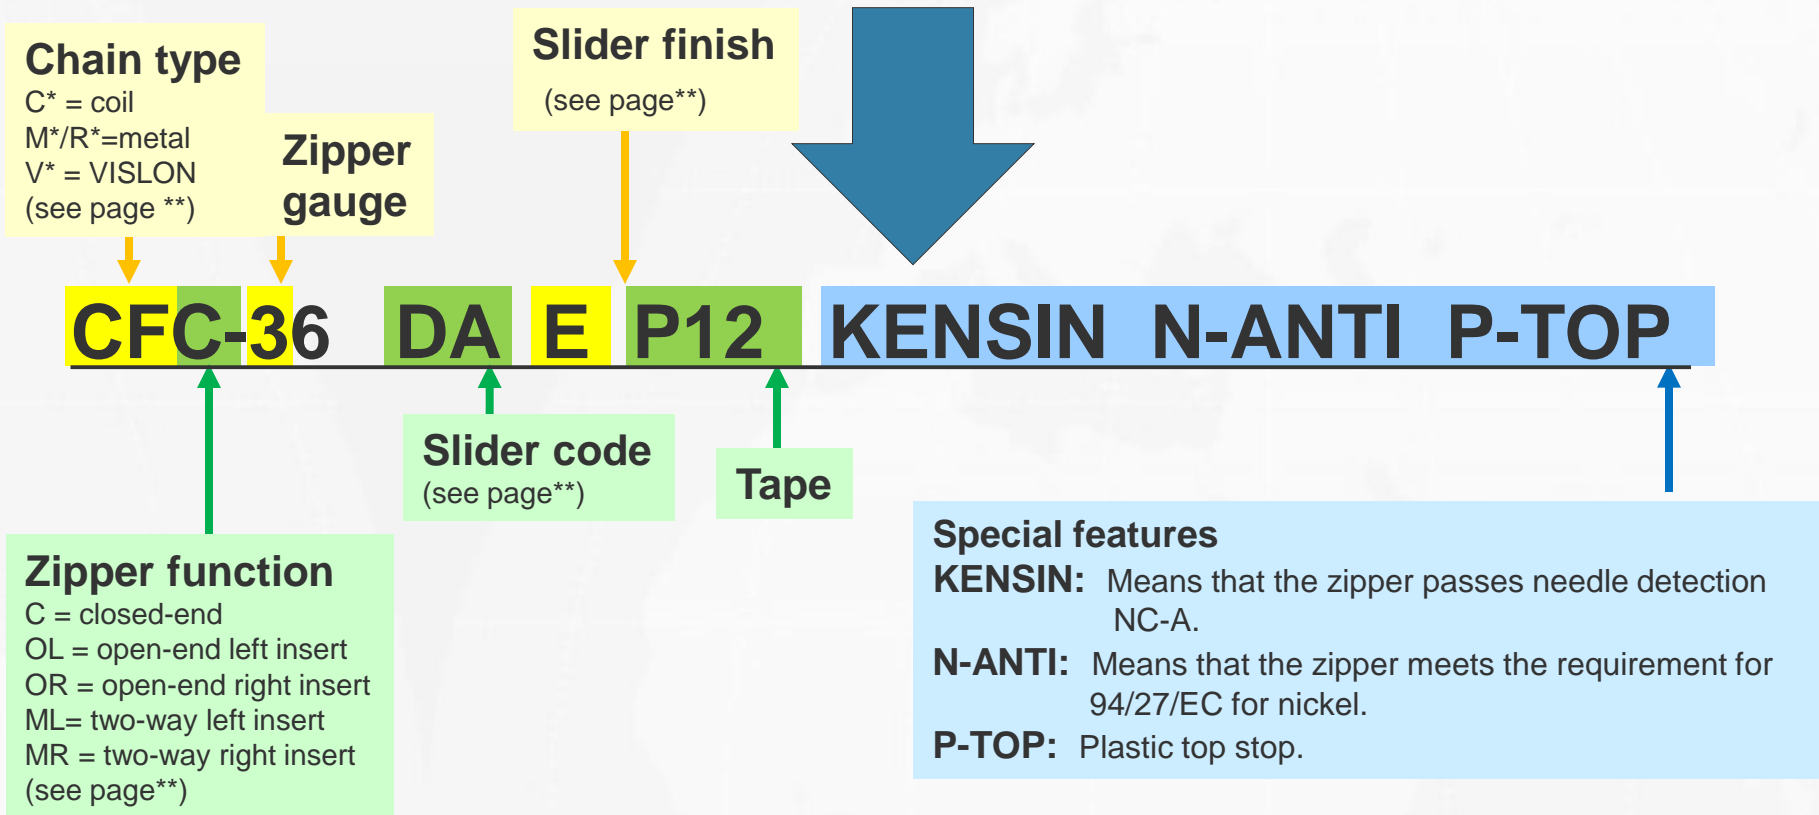 Chain type
C* = coil
M*/R*=metal
V* = VISLON
(see page **)
Zipper
gauge
Slider finish
(see page**)
CFC-36 DA E P12 KENSIN N-ANTI P-TOP
Zipper function
C = closed-end
OL = open-end left insert
OR = open-end right insert
ML= two-way left insert
MR = two-way right insert
(see page**)
Slider code
(see page**)
Tape
Special features
KENSIN: Means that the zipper passes needle detection
NC-A.
N-ANTI: Means that the zipper meets the requirement for
94/27/EC for nickel.
P-TOP: Plastic top stop.